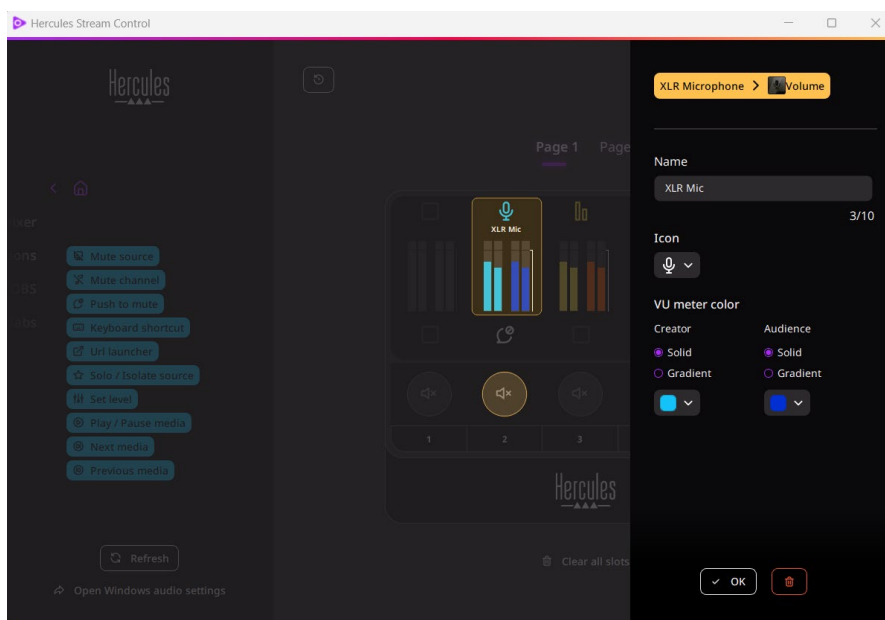 Hercules Stream Control
Hercules
Page 1 Page
XLR Mic
Mute source
Mute channel
Push to mute
Keyboard shortcut
Url launcher
Solo / Isolate source
Set level
Play / Pause media
Next media
Previous media
Refresh
Open Windows audio settings
1 2 3
Hercules
Clear all slots
XLR Microphone > Volume
Name
XLR Mic
3/10
Icon
VU meter color
Creator Audience
Solid Solid
Gradient Gradient
OK